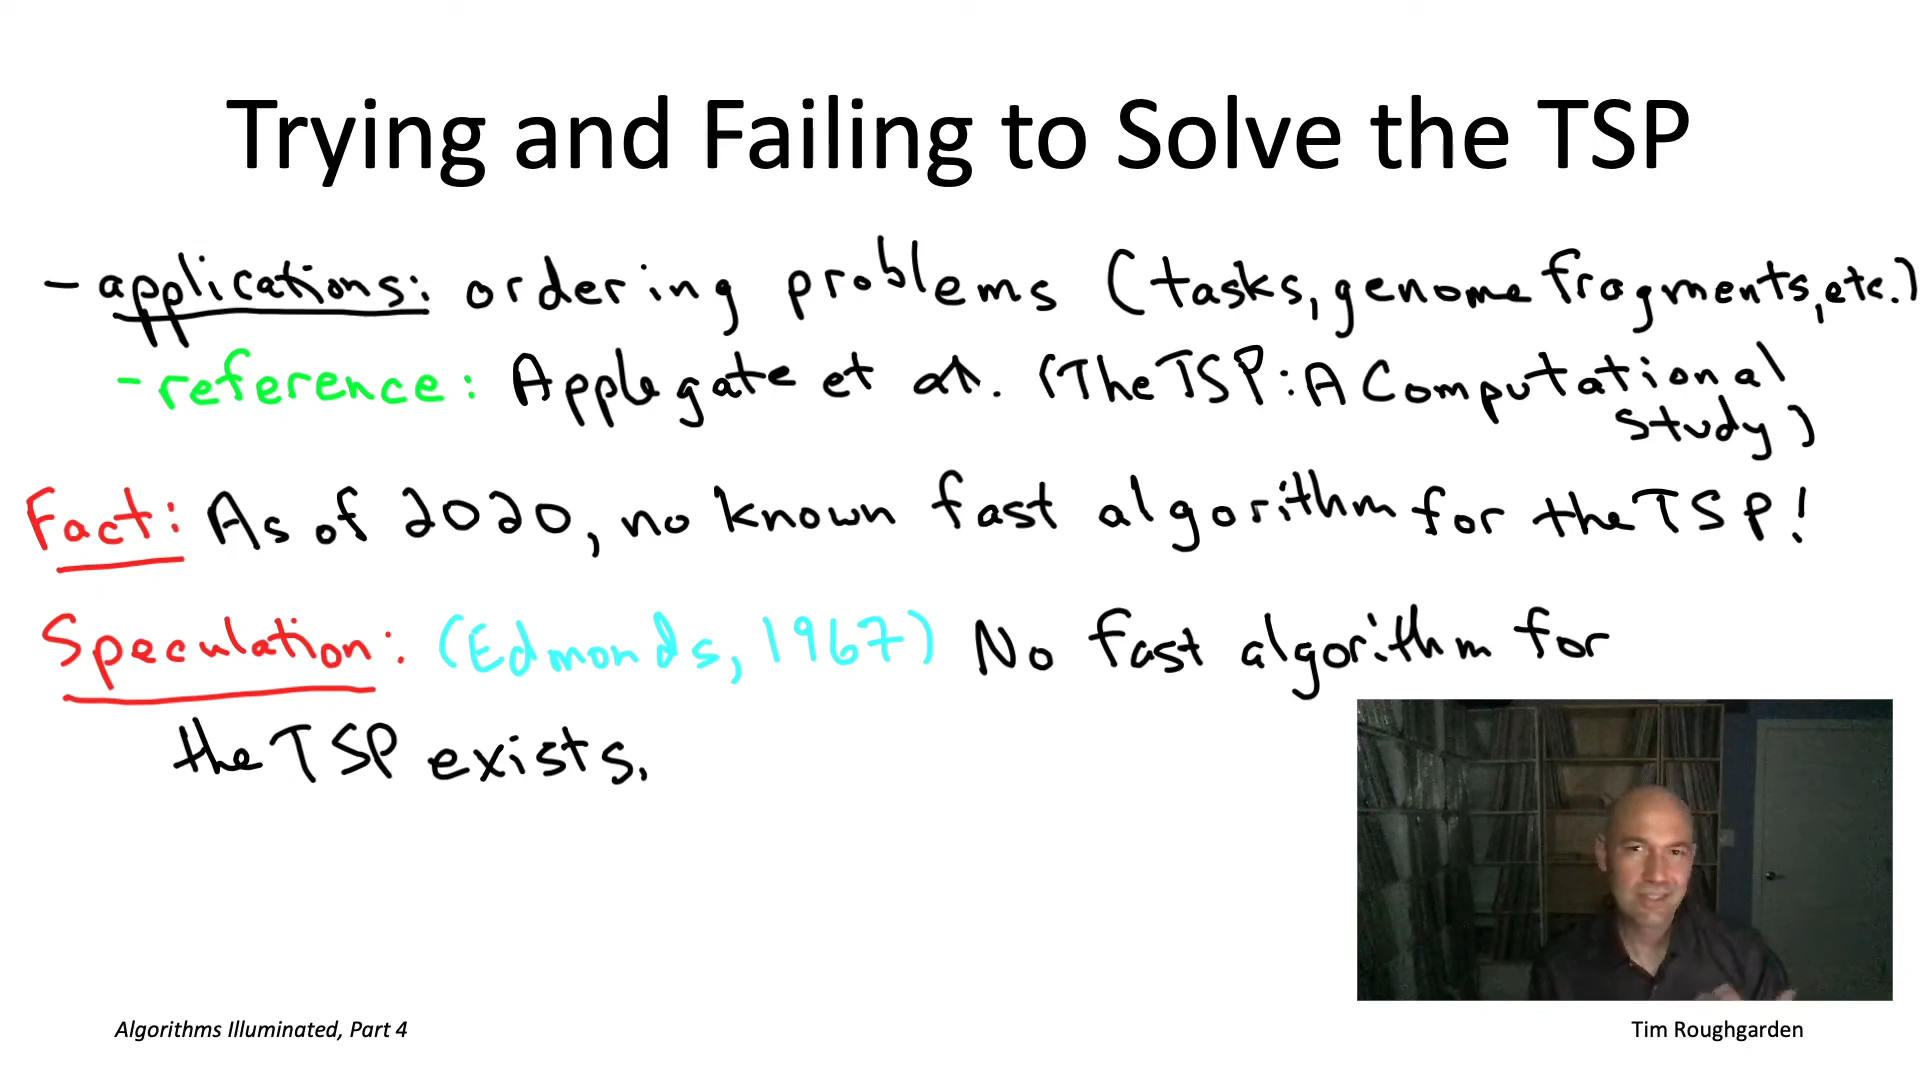 Trying and Failing to Solve the TSP
- applications: ordering problems (tasks, genome fragments, etc.)
- reference: Applegate et al. (The TSP: A Computational
Study)
Fact: As of 2020, no known fast algorithm for the TSP!
Speculation: (Edmonds, 1967) No fast algorithm for
the TSP exists.
Algorithms Illuminated, Part 4
Tim Roughgarden